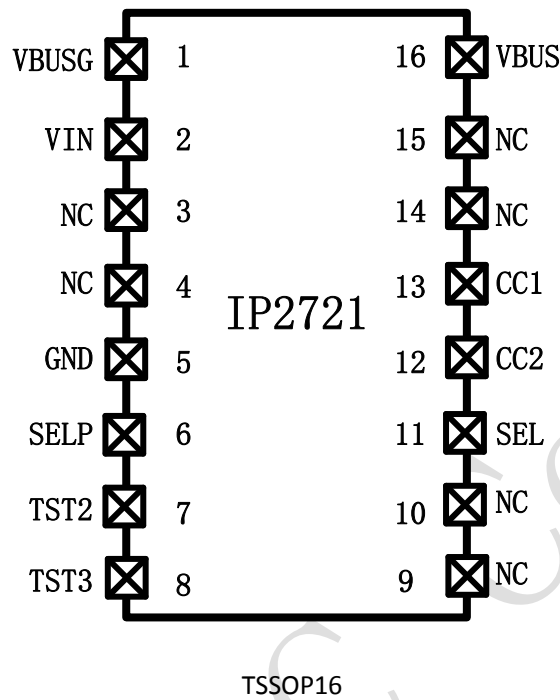 VBUSG 1 16 VBUS
VIN 2 15 NC
NC 3 14 NC
NC 4 13 CC1
IP2721
GND 5 12 CC2
SELP 6 11 SEL
TST2 7 10 NC
TST3 8 9 NC
TSSOP16